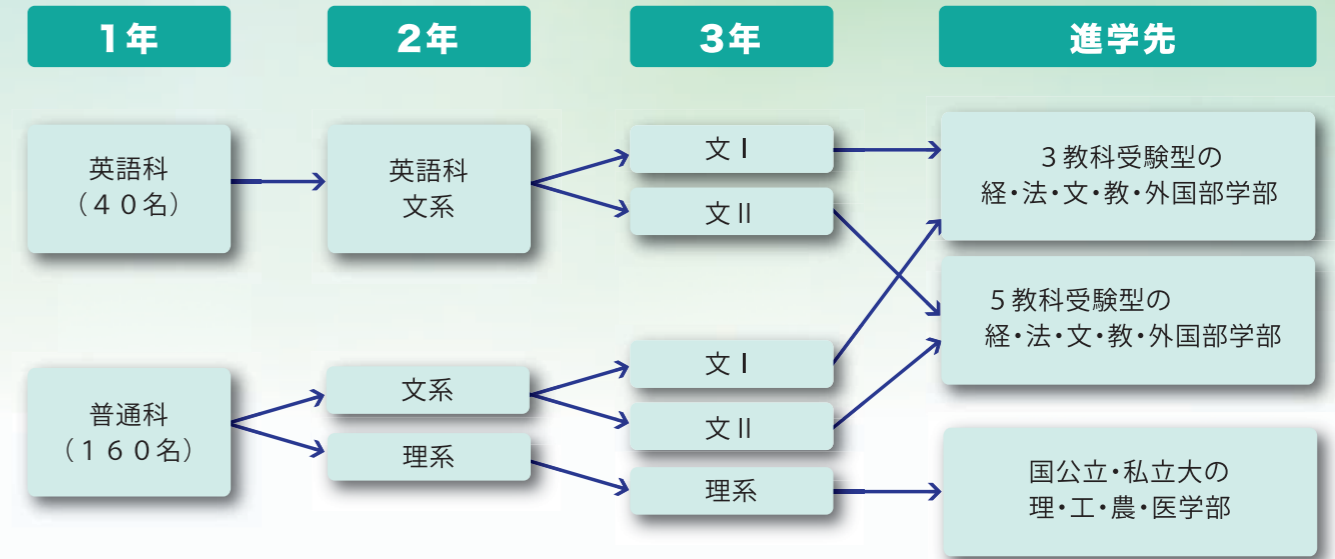 1年
2年
3年
進学先
英語科
（40名）
英語科
文系
文Ⅰ
文Ⅱ
3教科受験型の
経・法・文・教・外国部学部
5教科受験型の
経・法・文・教・外国部学部
普通科
（160名）
文系
理系
文Ⅰ
文Ⅱ
理系
国公立・私立大の
理・工・農・医学部